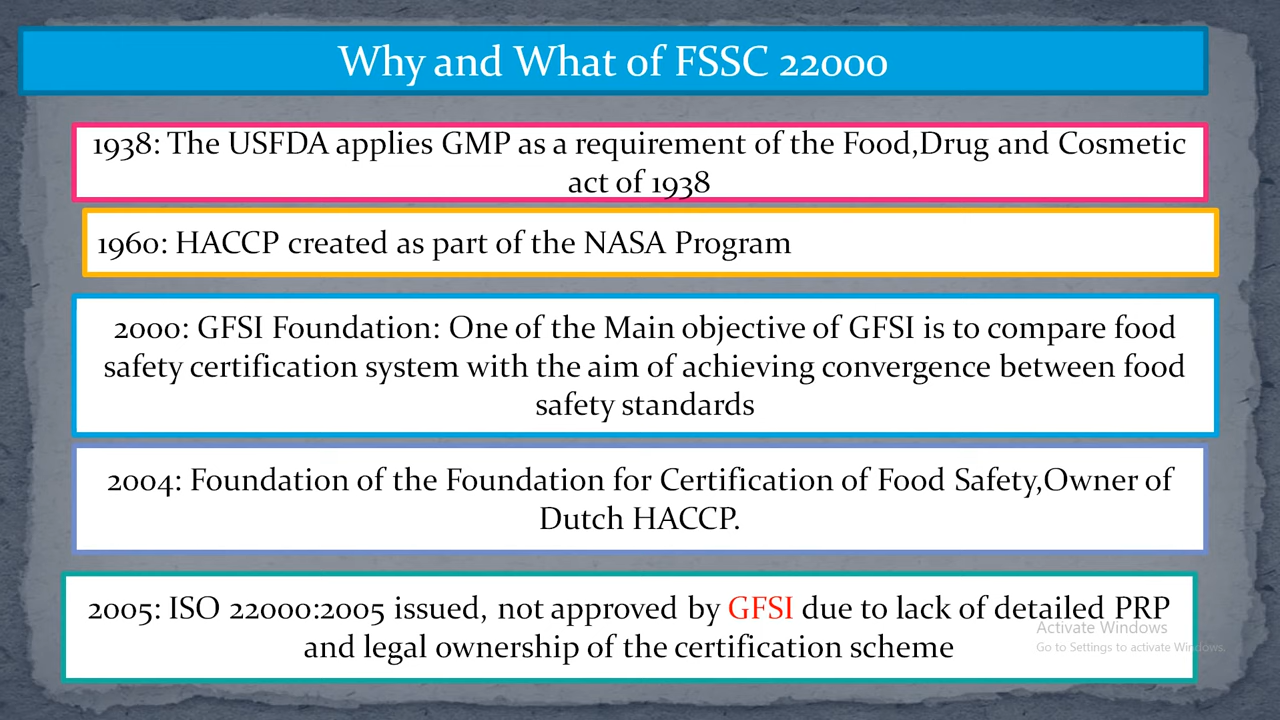 Why and What of FSSC 22000
1938: The USFDA applies GMP as a requirement of the Food,Drug and Cosmetic
act of 1938
1960: HACCP created as part of the NASA Program
2000: GFSI Foundation: One of the Main objective of GFSI is to compare food
safety certification system with the aim of achieving convergence between food
safety standards
2004: Foundation of the Foundation for Certification of Food Safety,Owner of
Dutch HACCP.
2005: ISO 22000:2005 issued, not approved by GFSI due to lack of detailed PRP
and legal ownership of the certification scheme
Activate Windows
Go to Settings to activate Windows.